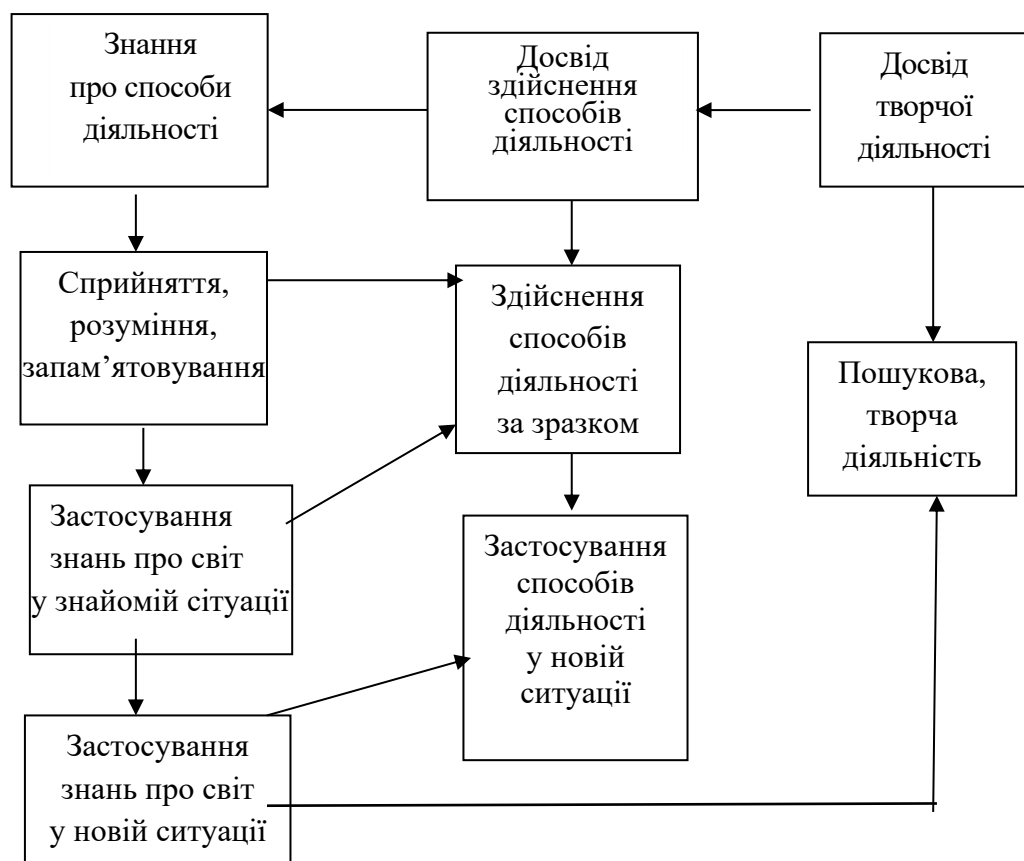 Знання
про способи
діяльності
Досвід
здійснення
способів
діяльності
Досвід
творчої
діяльності
Сприйняття,
розуміння,
запам’ятовування
Здійснення
способів
діяльності
за зразком
Пошукова,
творча
діяльність
Застосування
знань про світ
у знайомій сітуації
Застосування
способів
діяльності
у новій
ситуації
Застосування
знань про світ
у новій ситуації